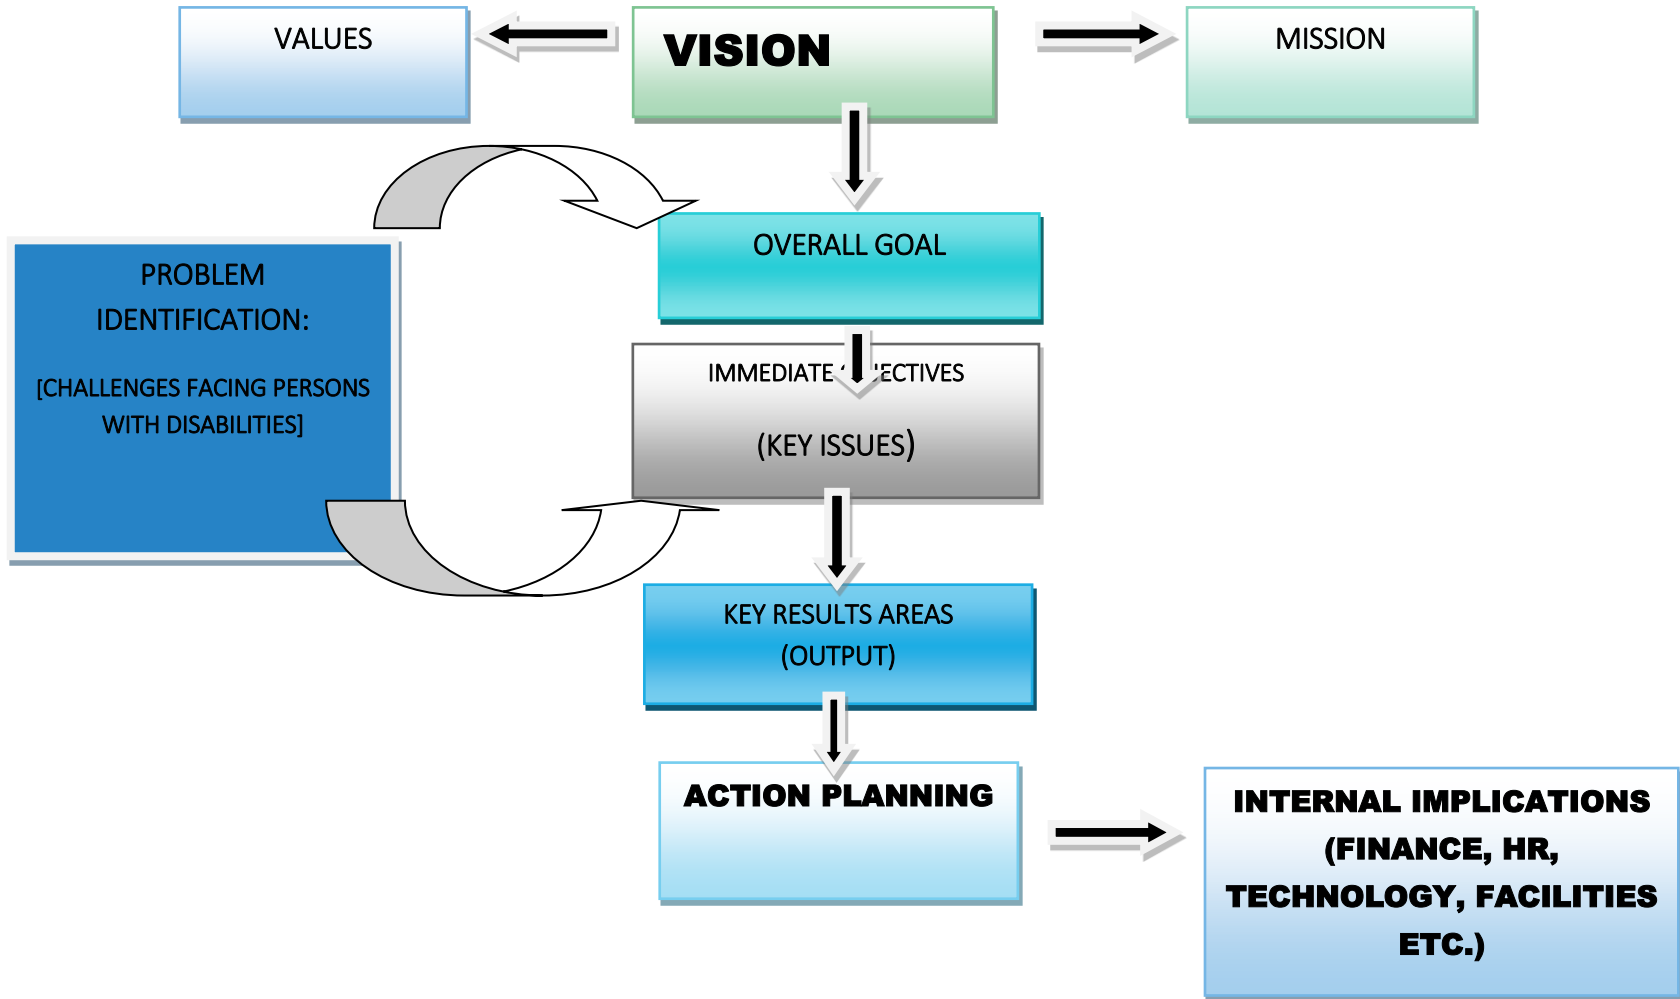 VALUES
VISION
MISSION
OVERALL GOAL
PROBLEM
IDENTIFICATION:
[CHALLENGES FACING PERSONS
WITH DISABILITIES]
IMMEDIATE JECTIVES
(KEY ISSUES)
KEY RESULTS AREAS
(OUTPUT)
ACTION PLANNING
INTERNAL IMPLICATIONS
(FINANCE, HR,
TECHNOLOGY, FACILITIES
ETC.)